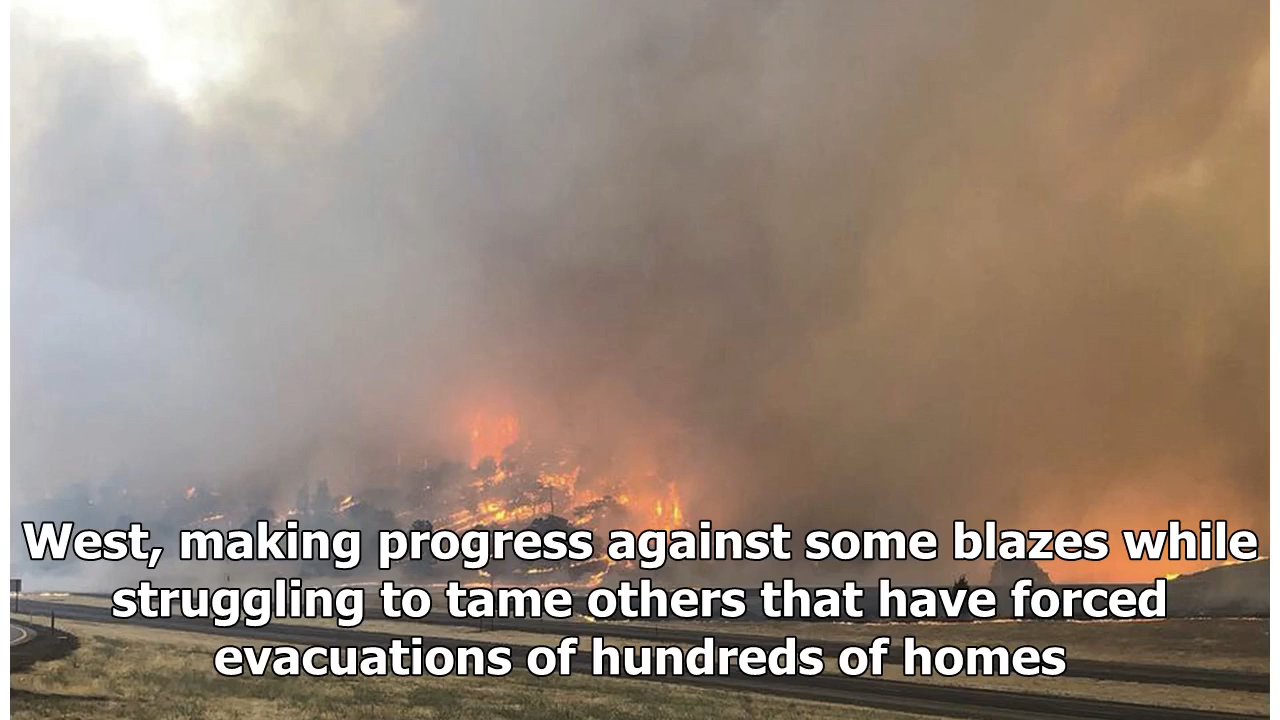 West, making progress against some blazes while
struggling to tame others that have forced
evacuations of hundreds of homes